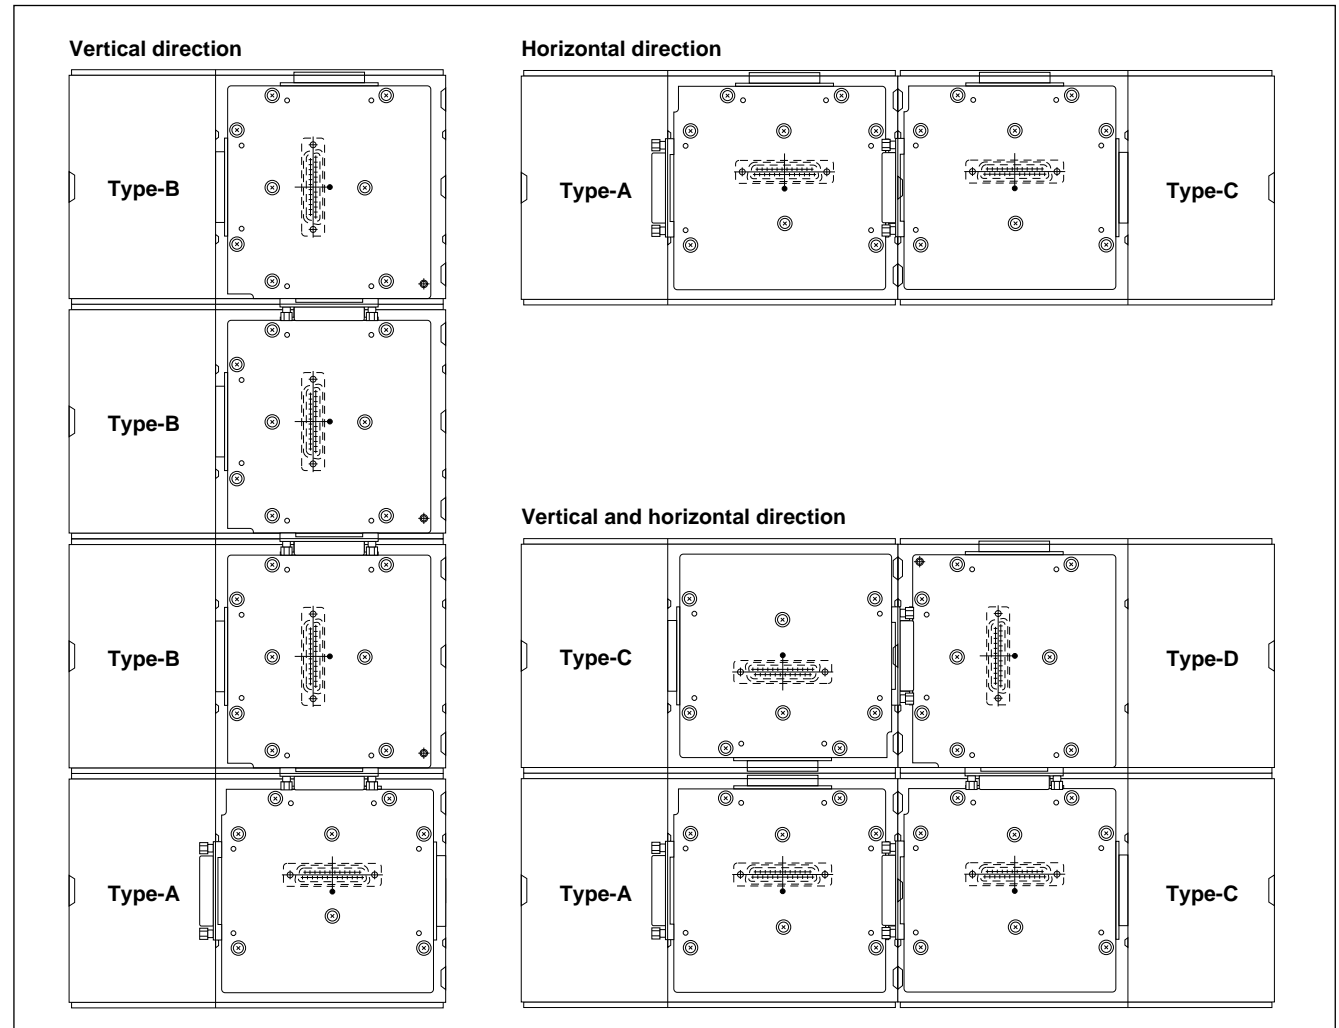 Vertical direction
Type-B
Type-B
Type-B
Type-A
Horizontal direction
Type-A
Type-C
Vertical and horizontal direction
Type-C
Type-D
Type-A
Type-C